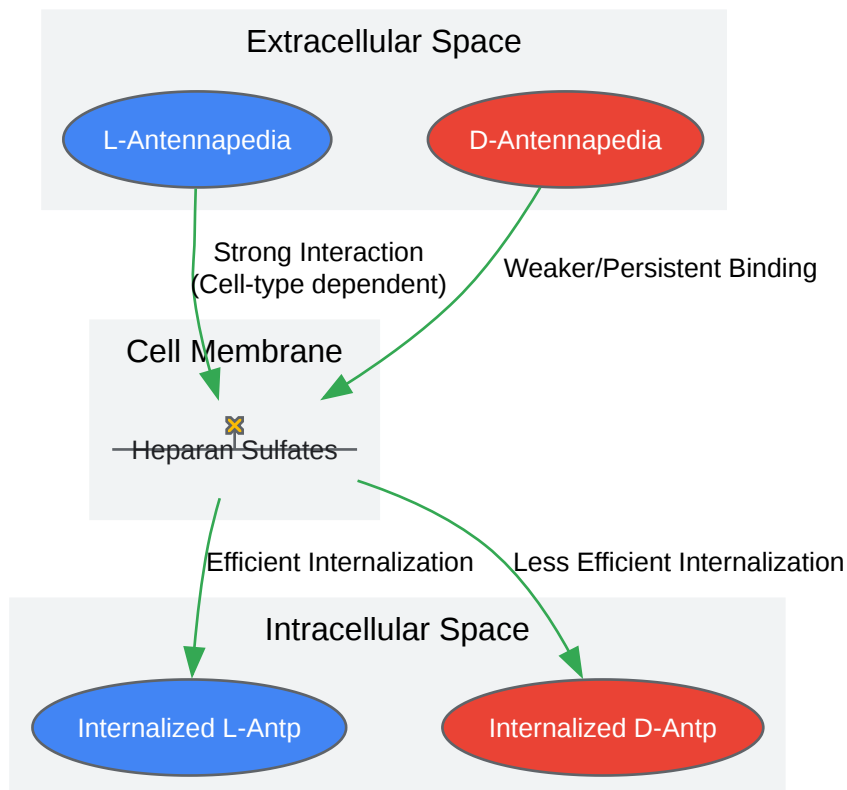 Extracellular Space
L-Antennapedia
D-Antennapedia
Strong Interaction
(Cell-type dependent)
Weaker/Persistent Binding
Cell Membrane
Heparan Sulfates
Efficient Internalization
Less Efficient Internalization
Intracellular Space
Internalized L-Antp
Internalized D-Antp